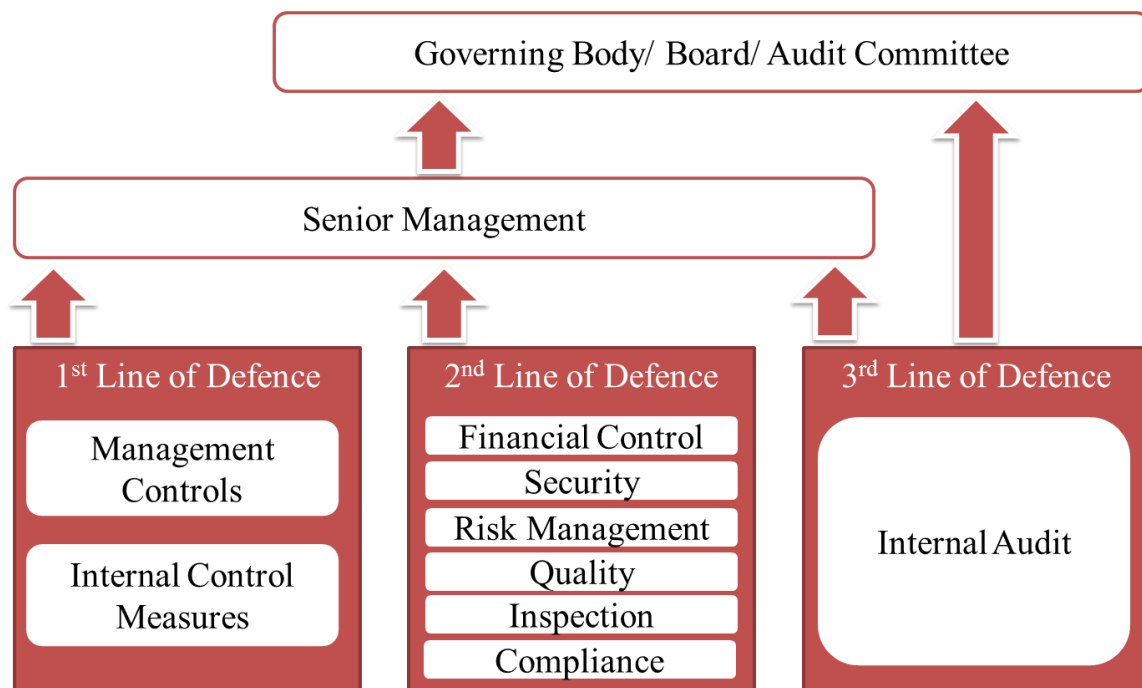 Governing Body/ Board/ Audit Committee
Senior Management
1st Line of Defence
Management
Controls
Internal Control
Measures
2nd Line of Defence
Financial Control
Security
Risk Management
Quality
Inspection
Compliance
3rd Line of Defence
Internal Audit